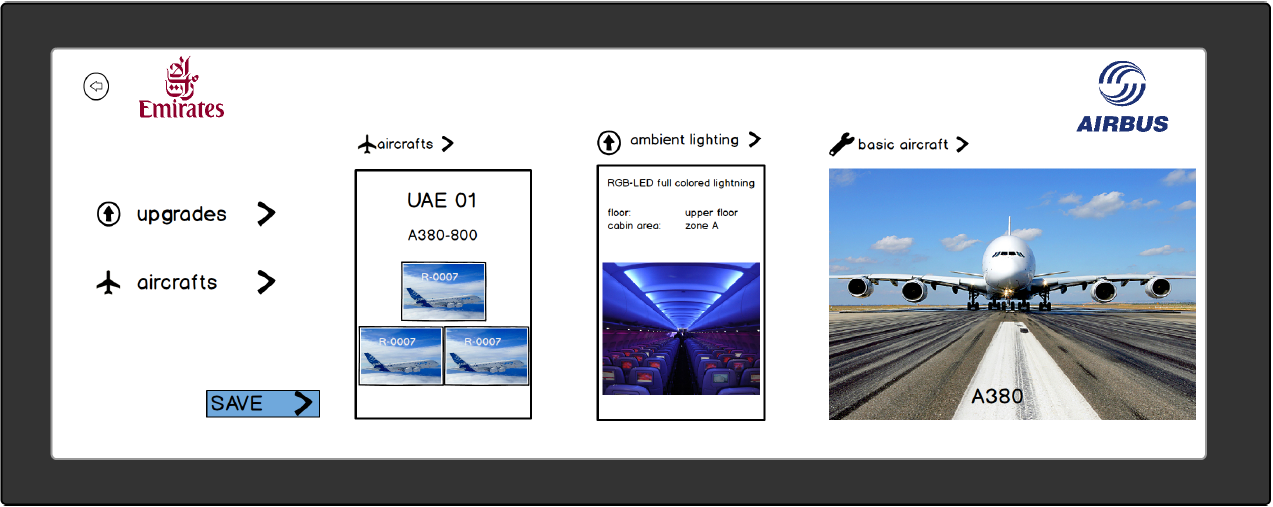 Emirates
AIRBUS
upgrades
aircrafts
SAVE
aircrafts
UAE 01
A380-800
R-0007
R-0007
R-0007
ambient lighting
RGB-LED full colored lightning
floor: upper floor
cabin area: zone A
basic aircraft
A380